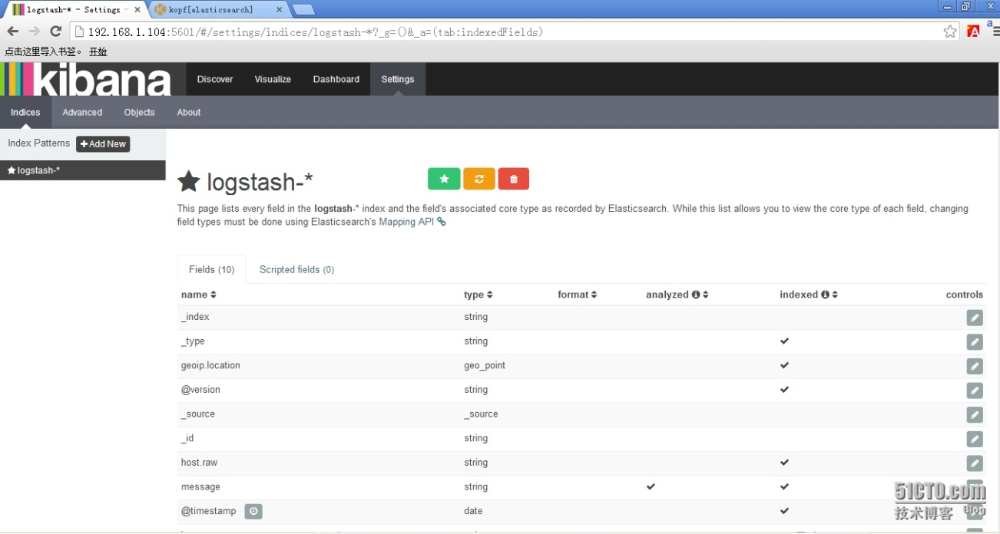 logstash-* - Settings - kopf[elasticsearch]
192.168.1.104:5601/#/settings/indices/logstash-*?_g=()&_a=(tab:indexedFields)
点击这里导入书签。 开始
kibana Discover Visualize Dashboard Settings
Indices Advanced Objects About
Index Patterns Add New
logstash-*
logstash-*
This page lists every field in the logstash-* index and the field's associated core type as recorded by Elasticsearch. While this list allows you to view the core type of each field, changing
field types must be done using Elasticsearch's Mapping API
Fields (10) Scripted fields (0)
name type format analyzed indexed controls
_index string
_type string
geoip.location geo_point
@version string
_source _source
_id string
host.raw string
message string
@timestamp date
51CTO.com
技术博客 Blog